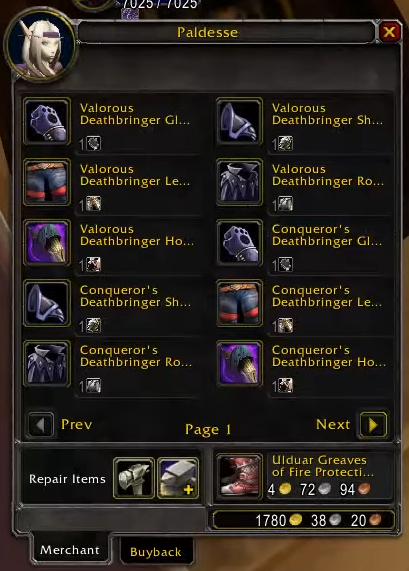 7025 / 7025
Paldesse
Valorous
Deathbringer Gl...
1
Valorous
Deathbringer Sh...
1
Valorous
Deathbringer Le...
1
Valorous
Deathbringer Ro...
1
Valorous
Deathbringer Ho...
1
Conqueror's
Deathbringer Gl...
1
Conqueror's
Deathbringer Sh...
1
Conqueror's
Deathbringer Le...
1
Conqueror's
Deathbringer Ro...
1
Conqueror's
Deathbringer Ho...
1
Prev
Page 1
Next
Repair Items
Ulduar Greaves
of Fire Protecti...
4 72 94
1780 38 20
Merchant
Buyback